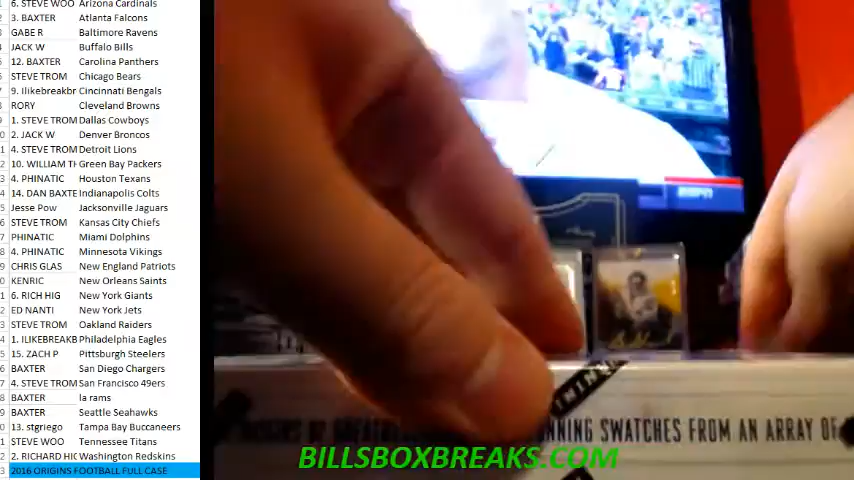 6. STEVE WOO Arizona Cardinals
3. BAXTER Atlanta Falcons
GABE R Baltimore Ravens
JACK W Buffalo Bills
12. BAXTER Carolina Panthers
STEVE TROM Chicago Bears
9. Ilikebreakbr Cincinnati Bengals
RORY Cleveland Browns
1. STEVE TROM Dallas Cowboys
2. JACK W Denver Broncos
4. STEVE TROM Detroit Lions
10. WILLIAM TH Green Bay Packers
4. PHINATIC Houston Texans
14. DAN BAXTE Indianapolis Colts
Jesse Pow Jacksonville Jaguars
STEVE TROM Kansas City Chiefs
PHINATIC Miami Dolphins
4. PHINATIC Minnesota Vikings
CHRIS GLAS New England Patriots
KENRIC New Orleans Saints
6. RICH HIG New York Giants
ED NANTI New York Jets
STEVE TROM Oakland Raiders
1. ILIKEBREAKB Philadelphia Eagles
15. ZACH P Pittsburgh Steelers
BAXTER San Diego Chargers
4. STEVE TROM San Francisco 49ers
BAXTER la rams
BAXTER Seattle Seahawks
13. stgriego Tampa Bay Buccaneers
STEVE WOO Tennessee Titans
2. RICHARD HIG Washington Redskins
2016 ORIGINS FOOTBALL FULL CASE
ESPN
PANINI
SWATCHES FROM AN ARRAY OF
BILLSBOXBREAKS.COM